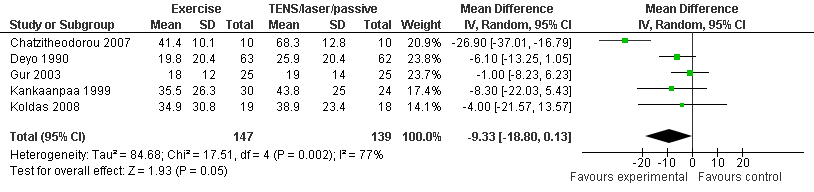 Exercise TENS/laser/passive Mean Difference Mean Difference
Study or Subgroup Mean SD Total Mean SD Total Weight IV, Random, 95% CI IV, Random, 95% CI
Chatzitheodorou 2007 41.4 10.1 10 68.3 12.8 10 20.9% -26.90 [-37.01, -16.79]
Deyo 1990 19.8 20.4 63 25.9 20.4 62 23.8% -6.10 [-13.25, 1.05]
Gur 2003 18 12 25 19 14 25 23.7% -1.00 [-8.23, 6.23]
Kankaanpaa 1999 35.5 26.3 30 43.8 25 24 17.4% -8.30 [-22.03, 5.43]
Koldas 2008 34.9 30.8 19 38.9 23.4 18 14.1% -4.00 [-21.57, 13.57]
Total (95% CI) 147 139 100.0% -9.33 [-18.80, 0.13]
Heterogeneity: Tau² = 84.68; Chi² = 17.51, df = 4 (P = 0.002); I² = 77%
Test for overall effect: Z = 1.93 (P = 0.05)
-20 -10 0 10 20
Favours experimental Favours control